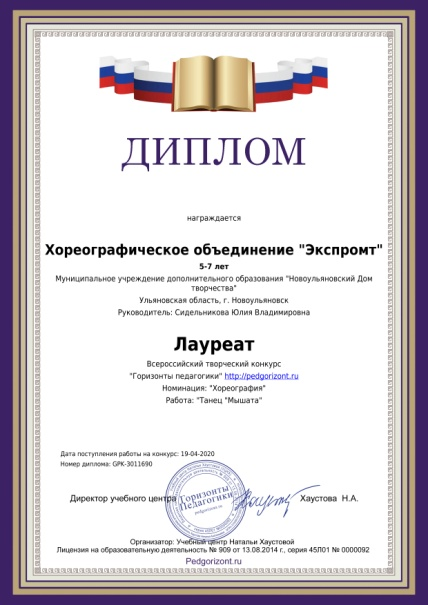 ДИПЛОМ
награждается
Хореографическое объединение "Экспромт"
5-7 лет
Муниципальное учреждение дополнительного образования "Новоульяновский Дом
творчества"
Ульяновская область, г. Новоульяновск
Руководитель: Сидельникова Юлия Владимировна
Лауреат
Всероссийский творческий конкурс
"Горизонты педагогики" http://pedgorizont.ru
Номинация: "Хореография"
Работа: "Танец "Мышата"
Дата поступления работы на конкурс: 19-04-2020
Номер диплома: GPK-3011690
Горизонты
Педагогики
pedgorizont.ru
Директор учебного центра Хаустова Н.А.
Организатор: Учебный центр Натальи Хаустовой
Лицензия на образовательную деятельность № 909 от 13.08.2014 г., серия 45Л01 № 0000092
Pedgorizont.ru